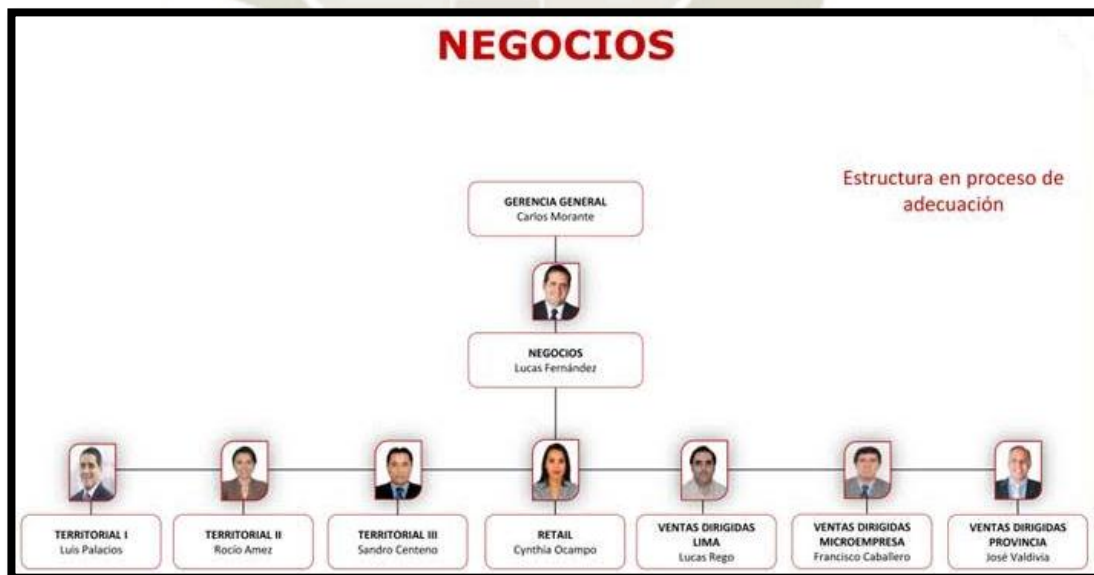 NEGOCIOS
Estructura en proceso de
adecuación
GERENCIA GENERAL
Carlos Morante
NEGOCIOS
Lucas Fernández
TERRITORIAL I
Luis Palacios
TERRITORIAL II
Rocío Amez
TERRITORIAL III
Sandro Centeno
RETAIL
Cynthia Ocampo
VENTAS DIRIGIDAS
LIMA
Lucas Rego
VENTAS DIRIGIDAS
MICROEMPRESA
Francisco Caballero
VENTAS DIRIGIDAS
PROVINCIA
José Valdivia